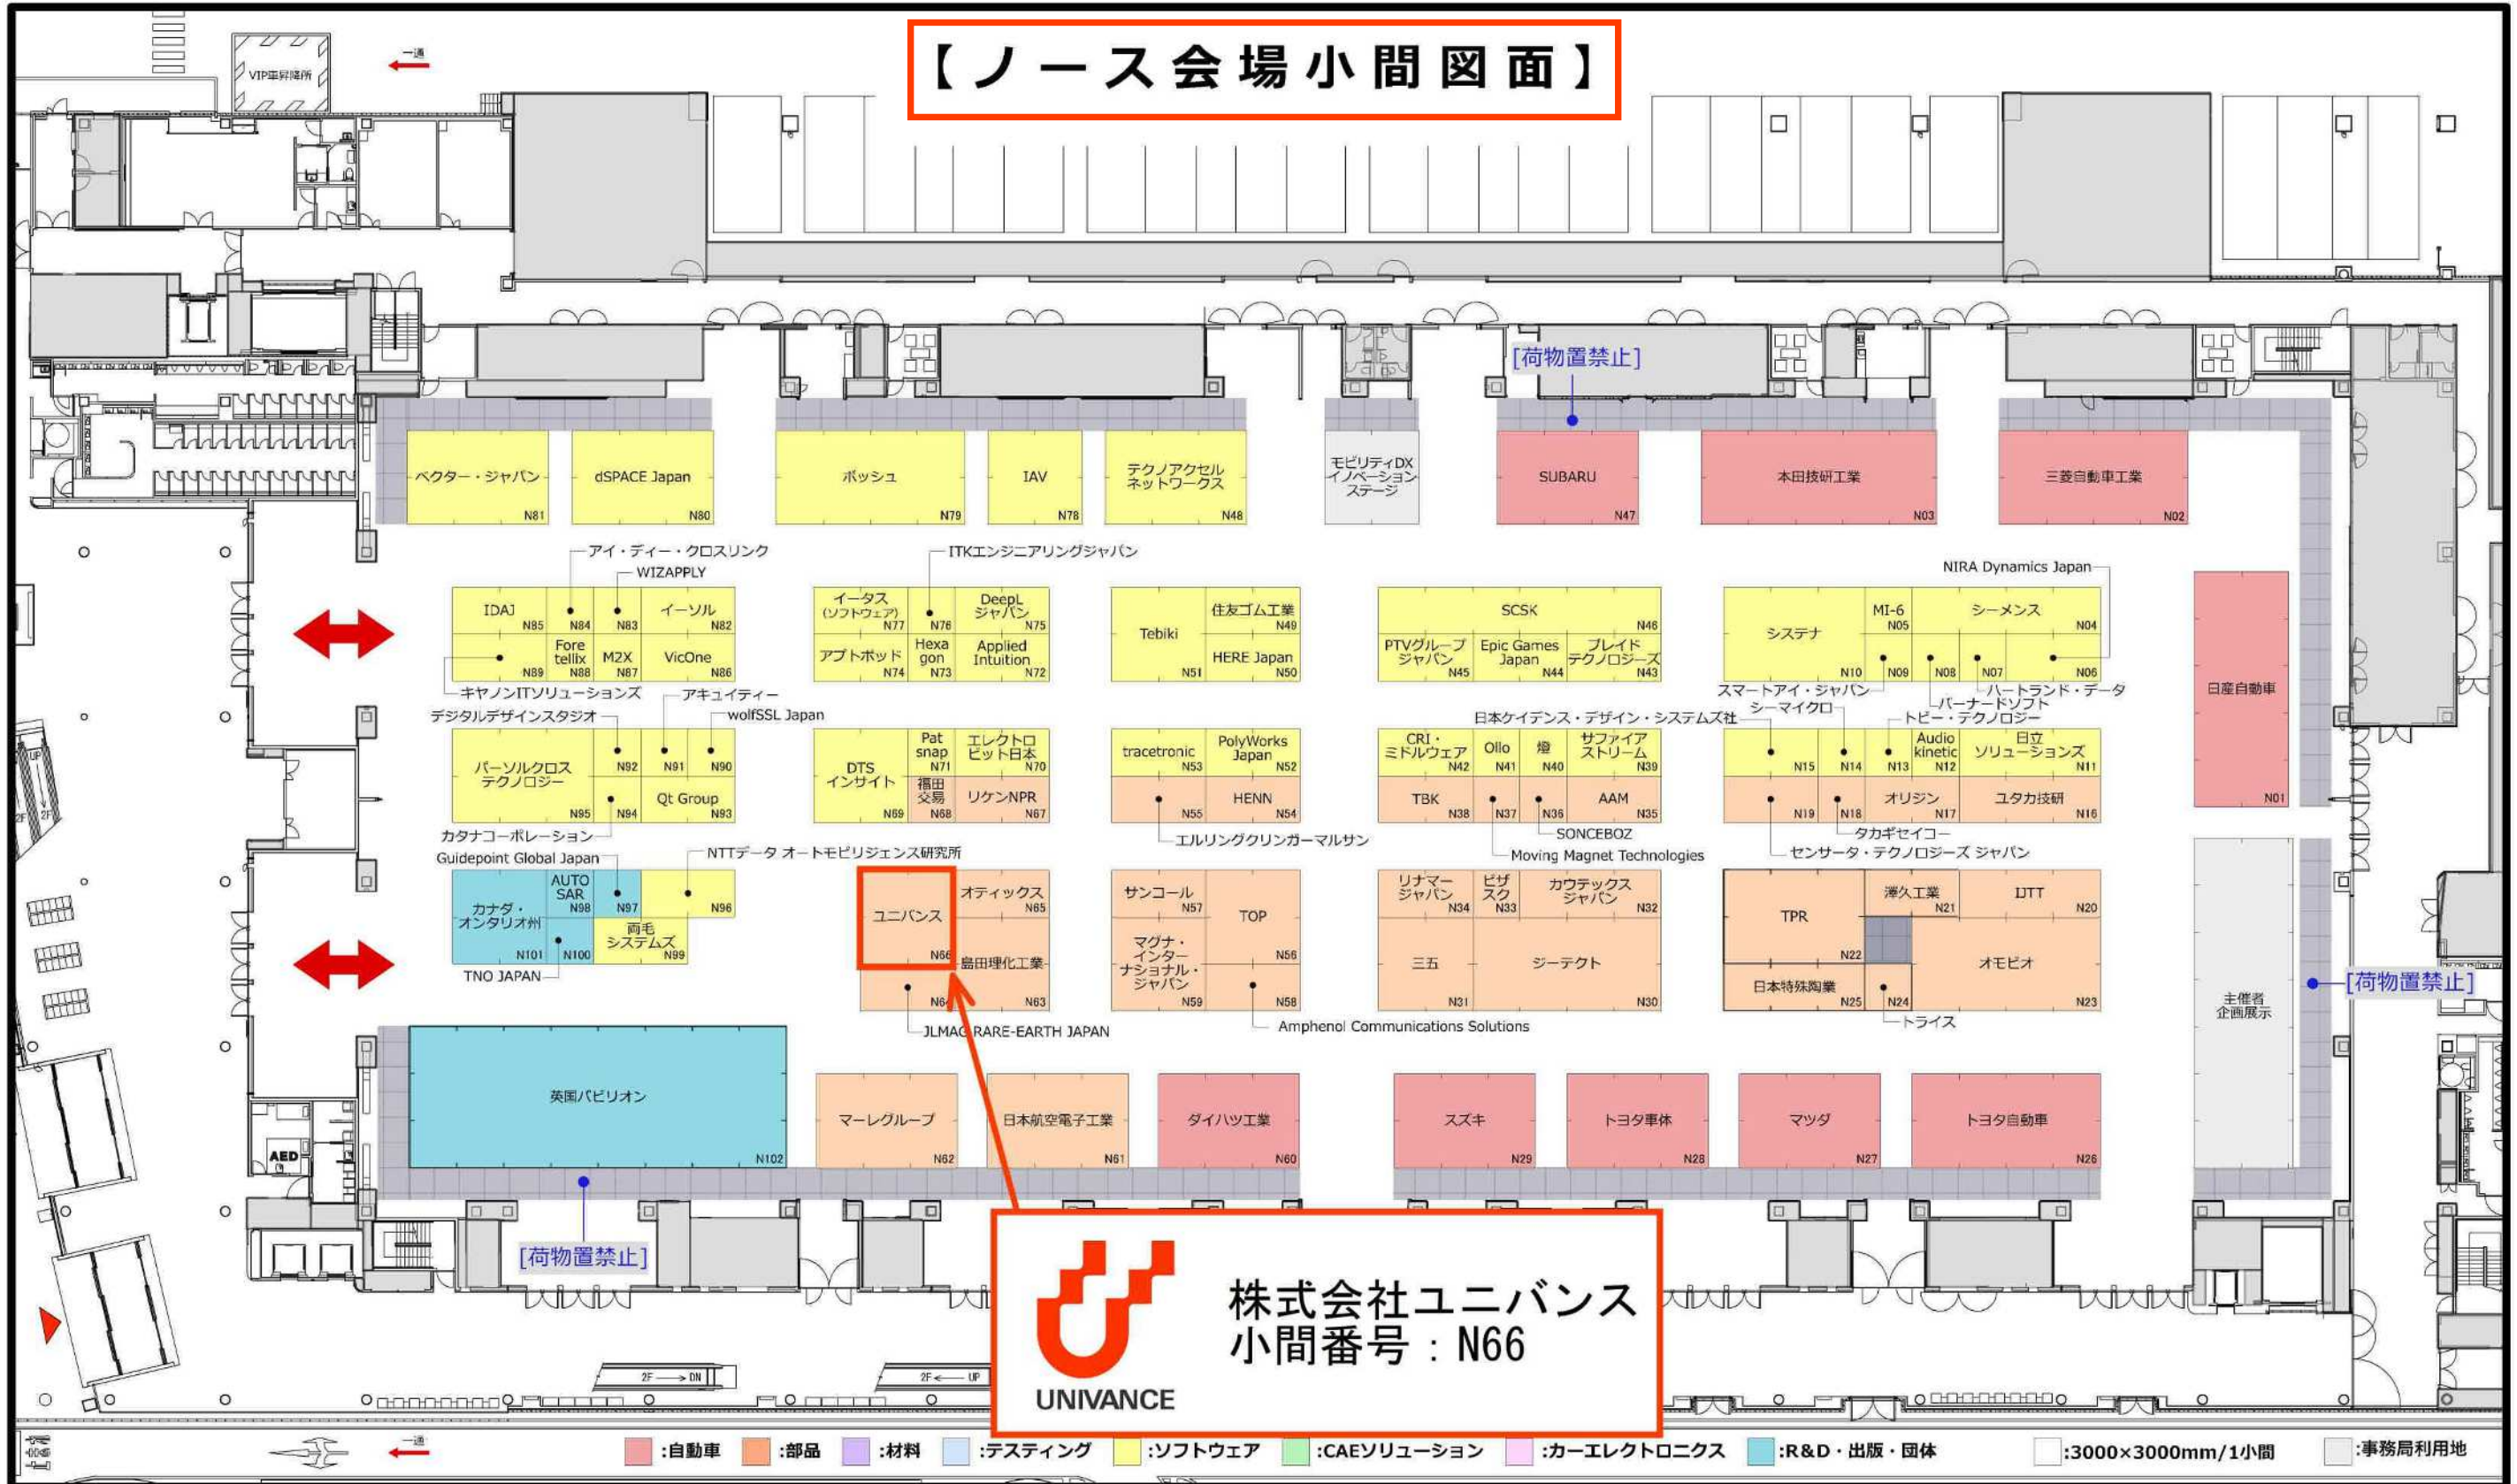 【ノース会場小間図面】
VIP車昇降所
一通
[荷物置禁止]
ベクター・ジャパン
N81
dSPACE Japan
N80
ボッシュ
N79
IAV
N78
テクノアクセル
ネットワークス
N48
モビリティDX
イノベーション
ステージ
SUBARU
N47
本田技研工業
N03
三菱自動車工業
N02
アイ・ディー・クロスリンク
WIZAPPLY
ITKエンジニアリングジャパン
NIRA Dynamics Japan
IDAJ
N85
N84
N83
イーソル
N82
イータス
(ソフトウェア)
N77
N76
DeepL
ジャパン
N75
Tebiki
N51
住友ゴム工業
N49
SCSK
N46
システナ
N10
MI-6
N05
シーメンス
N04
N89
Fore
tellix
N88
M2X
N87
VicOne
N86
アプトポッド
N74
Hexa
gon
N73
Applied
Intuition
N72
HERE Japan
N50
PTVグループ
ジャパン
N45
Epic Games
Japan
N44
ブレイド
テクノロジーズ
N43
N09
N08
N07
N06
日産自動車
N01
キヤノンITソリューションズ
アキュイティー
デジタルデザインスタジオ
wolfSSL Japan
スマートアイ・ジャパン
ハートランド・データ
バーナードソフト
シーマイクロ
日本ケイデンス・デザイン・システムズ社
トビー・テクノロジー
パーソルクロス
テクノロジー
N95
N92
N91
N90
DTS
インサイト
N69
Pat
snap
N71
エレクトロ
ビット日本
N70
tracetronic
N53
PolyWorks
Japan
N52
CRI・
ミドルウェア
N42
Ollo
N41
燈
N40
サファイア
ストリーム
N39
N15
N14
N13
Audio
kinetic
N12
日立
ソリューションズ
N11
N94
Qt Group
N93
福田
交易
N68
リケンNPR
N67
N55
HENN
N54
TBK
N38
N37
N36
AAM
N35
N19
N18
オリジン
N17
ユタカ技研
N16
カタナコーポレーション
Guidepoint Global Japan
NTTデータ オートモビリジェンス研究所
エルリングクリンガーマルサン
SONCEBOZ
Moving Magnet Technologies
タカギセイコー
センサータ・テクノロジーズ ジャパン
カナダ・
オンタリオ州
N101
AUTO
SAR
N98
N97
N96
N100
両毛
システムズ
N99
TNO JAPAN
ユニバンス
N66
オティックス
N65
島田理化工業
N63
N64
JLMAG RARE-EARTH JAPAN
サンコール
N57
TOP
N56
マグナ・
インター
ナショナル・
ジャパン
N59
N58
Amphenol Communications Solutions
リナマー
ジャパン
N34
ビザ
スク
N33
カウテックス
ジャパン
N32
三五
N31
ジーテクト
N30
TPR
N22
澤久工業
N21
IJTT
N20
オモビオ
N23
日本特殊陶業
N25
N24
トライス
主催者
企画展示
[荷物置禁止]
英国パビリオン
N102
マーレグループ
N62
日本航空電子工業
N61
ダイハツ工業
N60
スズキ
N29
トヨタ車体
N28
マツダ
N27
トヨタ自動車
N26
AED
[荷物置禁止]
UP
2F
2F
UNIVANCE
株式会社ユニバンス
小間番号：N66
2F → DN
2F ← UP
一通
:自動車
:部品
:材料
:テスティング
:ソフトウェア
:CAEソリューション
:カーエレクトロニクス
:R&D・出版・団体
:3000×3000mm/1小間
:事務局利用地